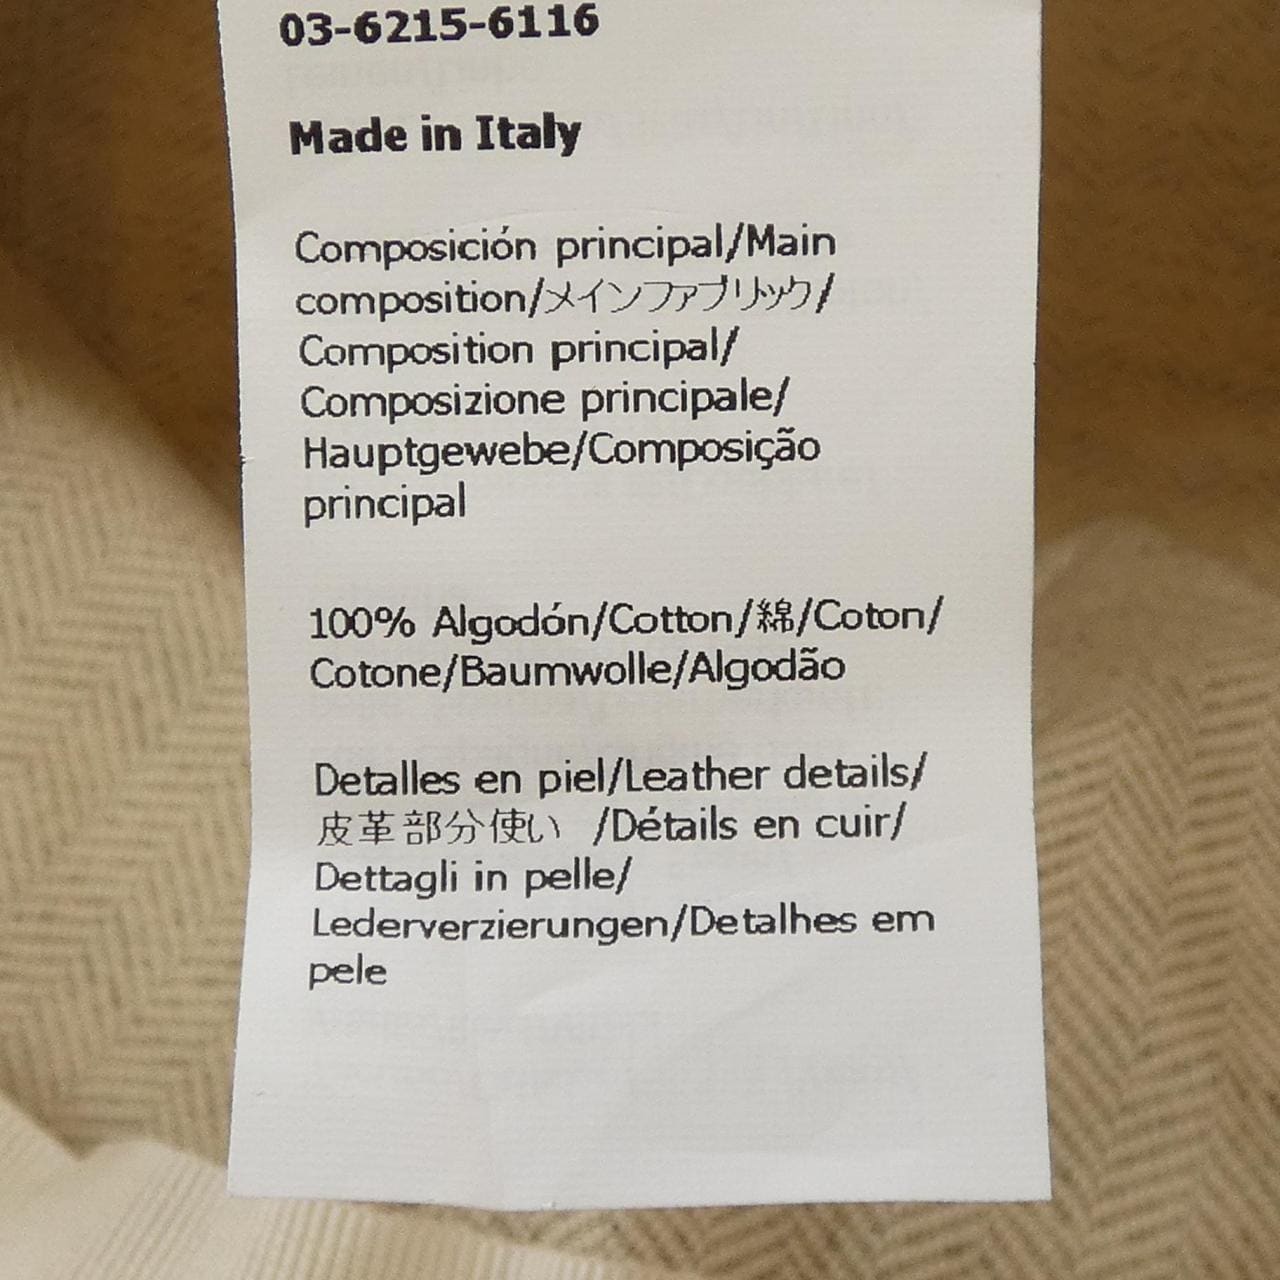 03-6215-6116
Made in Italy
Composición principal/Main
composition/メインファブリック/
Composition principal/
Composizione principale/
Hauptgewebe/Composição
principal
100% Algodón/Cotton/綿/Coton/
Cotone/Baumwolle/Algodão
Detalles en piel/Leather details/
皮革部分使い /Détails en cuir/
Dettagli in pelle/
Lederverzierungen/Detalhes em
pele